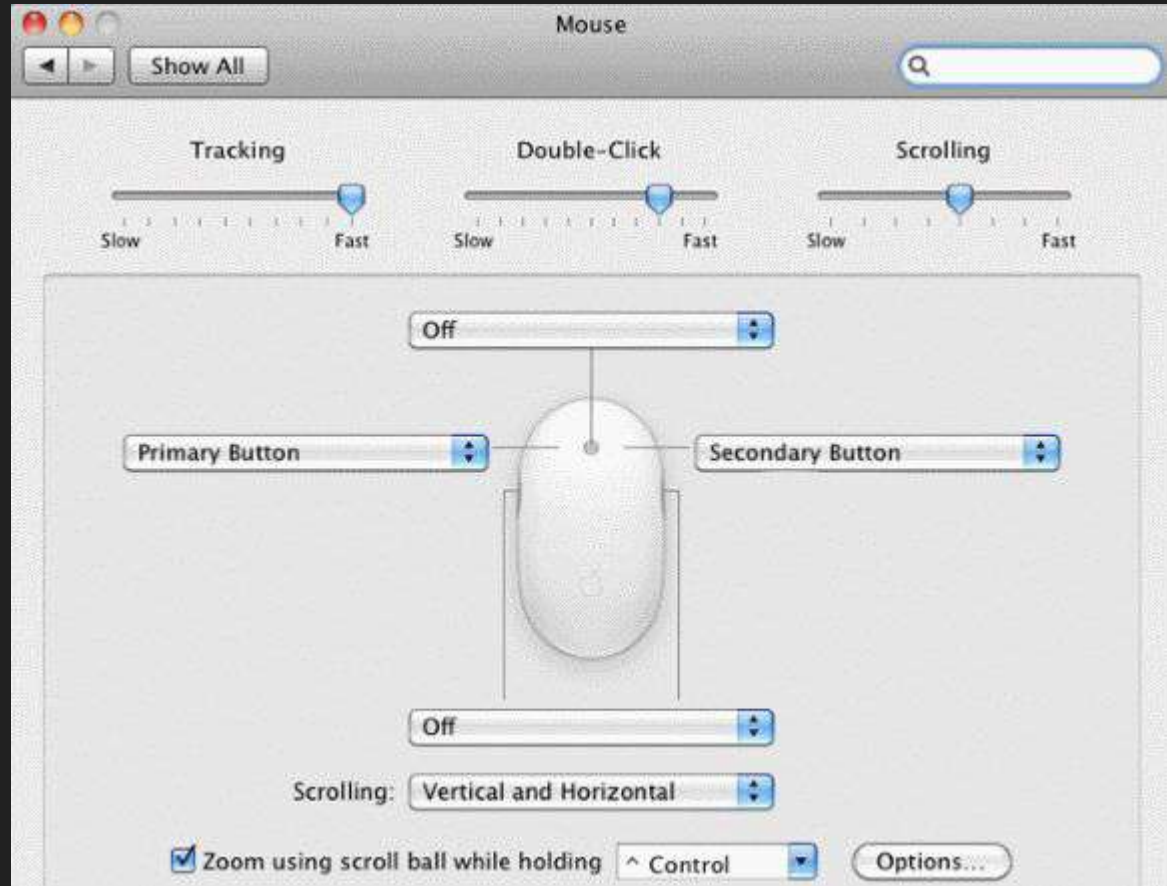 Mouse
Show All
Tracking Double-Click Scrolling
Slow Fast Slow Fast Slow Fast
Off
Primary Button Secondary Button
Off
Scrolling: Vertical and Horizontal
Zoom using scroll ball while holding ^ Control Options...